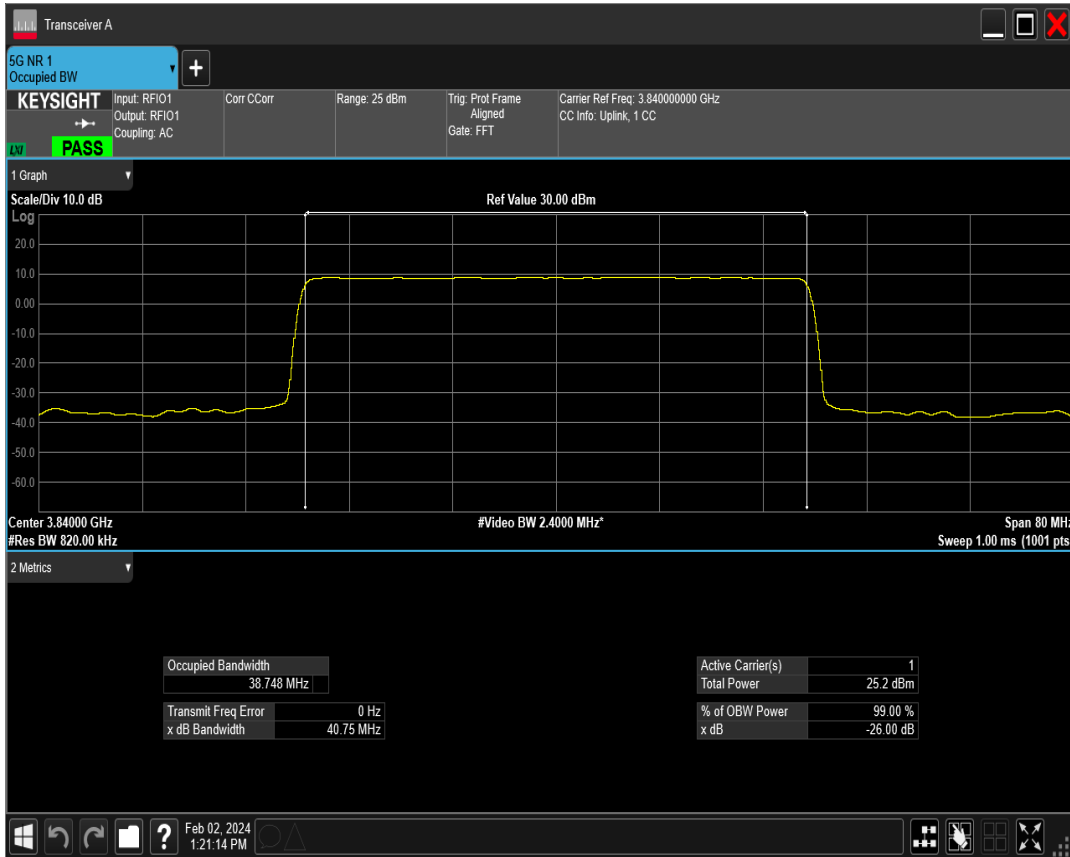 Transceiver A
5G NR 1
Occupied BW
KEYSIGHT
LXI
PASS
Input: RFIO1
Output: RFIO1
Coupling: AC
Corr CCorr
Range: 25 dBm
Trig: Prot Frame
Aligned
Gate: FFT
Carrier Ref Freq: 3.840000000 GHz
CC Info: Uplink, 1 CC
1 Graph
Scale/Div 10.0 dB
Ref Value 30.00 dBm
Log
20.0
10.0
0.00
-10.0
-20.0
-30.0
-40.0
-50.0
-60.0
Center 3.84000 GHz
#Video BW 2.4000 MHz*
Span 80 MHz
#Res BW 820.00 kHz
Sweep 1.00 ms (1001 pts
2 Metrics
Occupied Bandwidth
38.748 MHz
Transmit Freq Error 0 Hz
x dB Bandwidth 40.75 MHz
Active Carrier(s) 1
Total Power 25.2 dBm
% of OBW Power 99.00 %
x dB -26.00 dB
?
Feb 02, 2024
1:21:14 PM